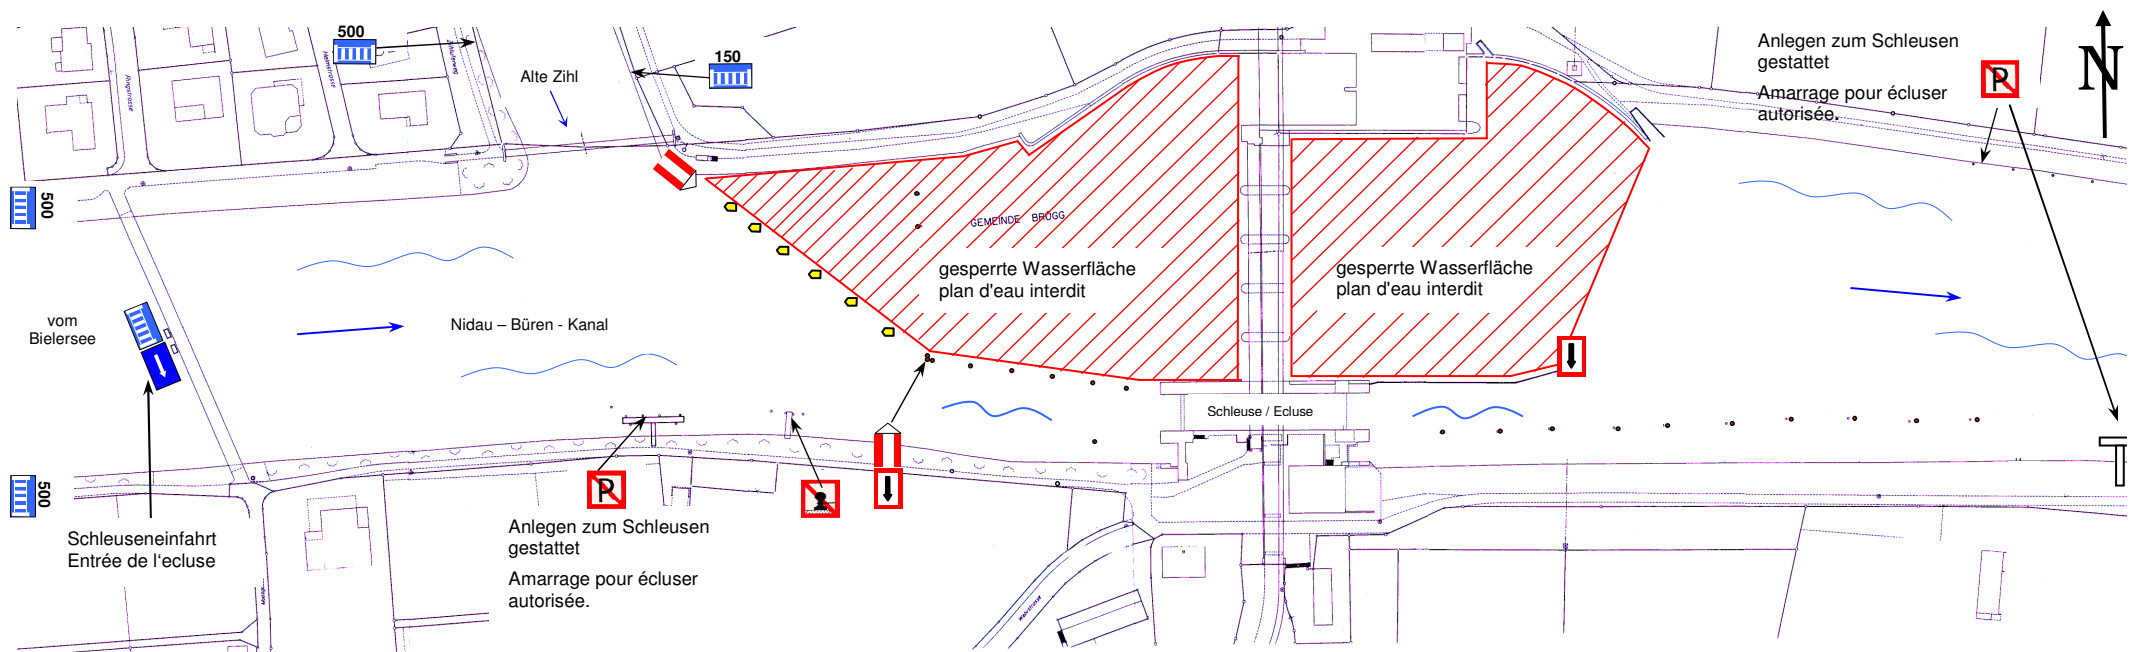 500
150
Alte Zihl
Anlegen zum Schleusen
gestattet
Amarrage pour écluser
autorisée.
P
N
500
GEMEINDE BRÜGG
gesperrte Wasserfläche
plan d'eau interdit
gesperrte Wasserfläche
plan d'eau interdit
vom
Bielersee
Nidau – Büren - Kanal
Schleuse / Ecluse
500
P
Schleuseneinfahrt
Entrée de l‘ecluse
Anlegen zum Schleusen
gestattet
Amarrage pour écluser
autorisée.
Wehrstrasse